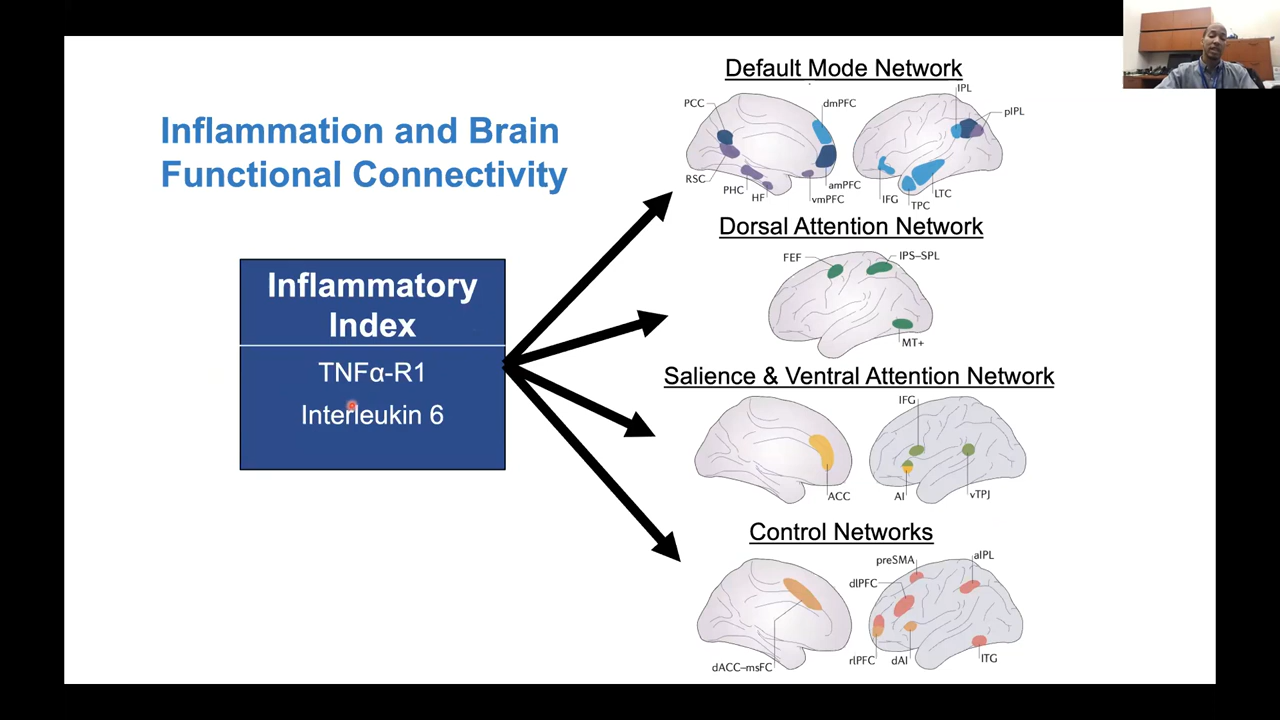 Inflammation and Brain
Functional Connectivity
Inflammatory
Index
TNFα-R1
Interleukin 6
Default Mode Network
PCC
dmPFC
IPL
pIPL
RSC
PHC
HF
vmPFC
amPFC
IFG
TPC
LTC
Dorsal Attention Network
FEF
IPS–SPL
MT+
Salience & Ventral Attention Network
IFG
ACC
AI
vTPJ
Control Networks
preSMA
aIPL
dlPFC
dACC–msFC
rlPFC
dAI
ITG